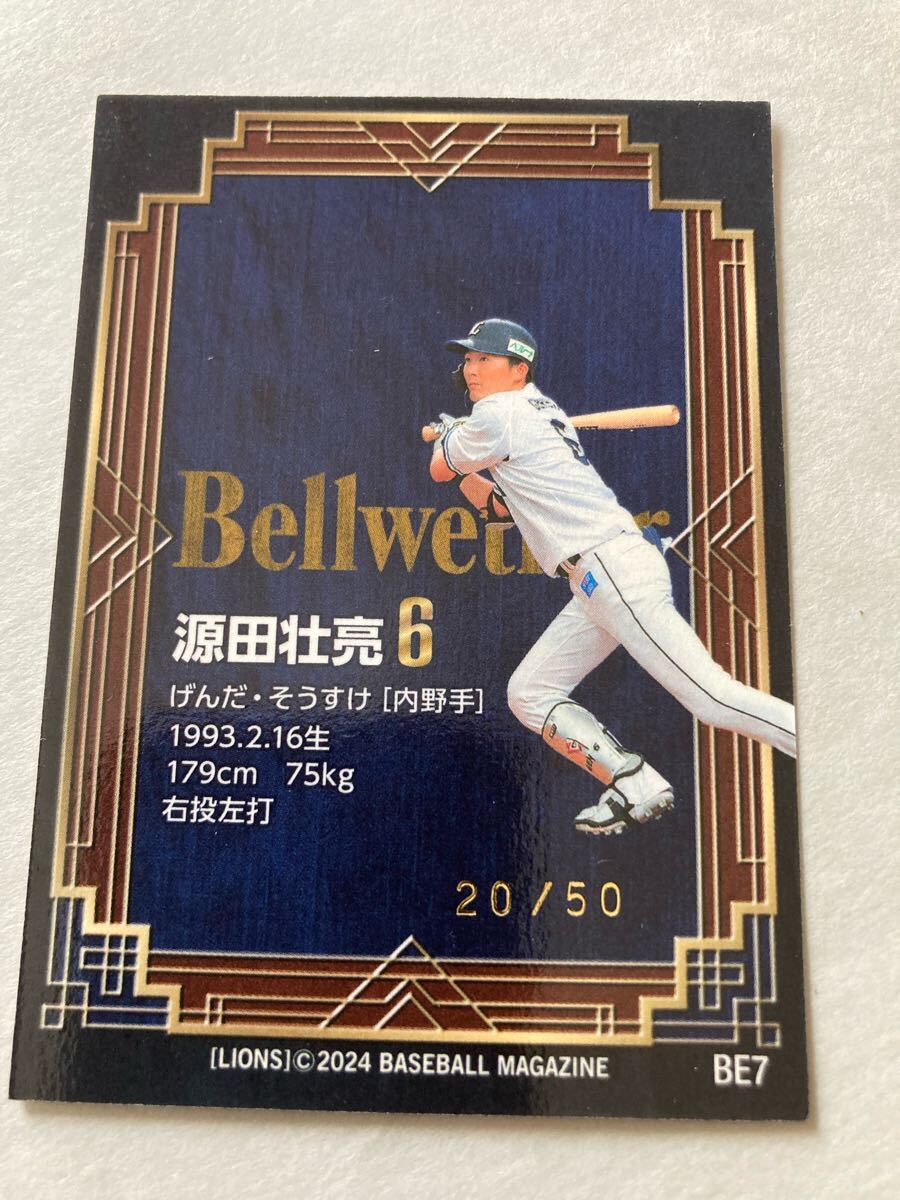 Bellwether
源田壮亮 6
げんだ・そうすけ [内野手]
1993.2.16生
179cm 75kg
右投左打
20/50
[LIONS]©2024 BASEBALL MAGAZINE
BE7